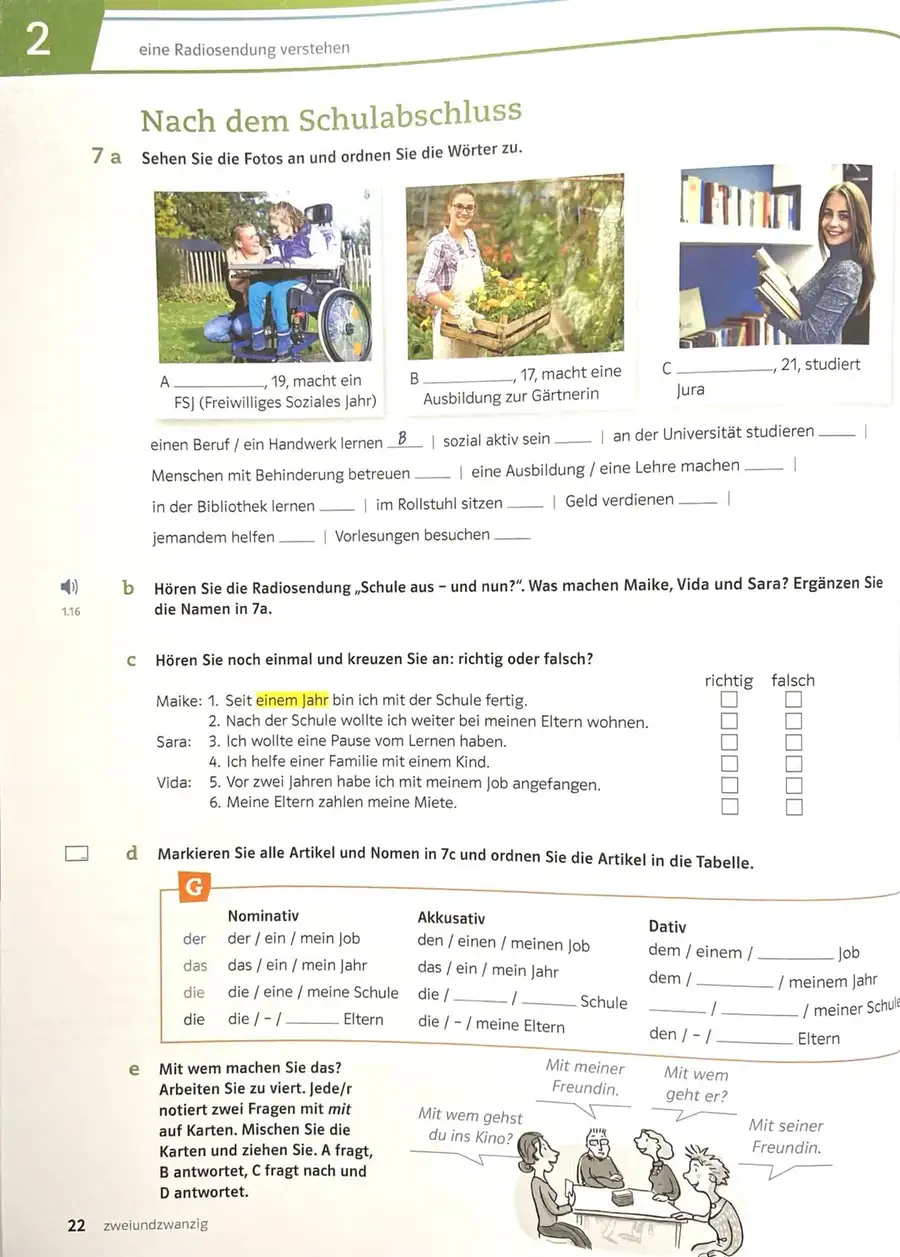 2
eine Radiosendung verstehen
Nach dem Schulabschluss
7 a Sehen Sie die Fotos an und ordnen Sie die Wörter zu.
A ________, 19, macht ein
FSJ (Freiwilliges Soziales Jahr)
B ________, 17, macht eine
Ausbildung zur Gärtnerin
C ________, 21, studiert
Jura
einen Beruf / ein Handwerk lernen B | sozial aktiv sein ____ | an der Universität studieren ____ |
Menschen mit Behinderung betreuen ____ | eine Ausbildung / eine Lehre machen ____ |
in der Bibliothek lernen ____ | im Rollstuhl sitzen ____ | Geld verdienen ____ |
jemandem helfen ____ | Vorlesungen besuchen ____
1.16
b Hören Sie die Radiosendung „Schule aus – und nun?“. Was machen Maike, Vida und Sara? Ergänzen Sie
die Namen in 7a.
c Hören Sie noch einmal und kreuzen Sie an: richtig oder falsch?
richtig falsch
Maike: 1. Seit einem Jahr bin ich mit der Schule fertig.
2. Nach der Schule wollte ich weiter bei meinen Eltern wohnen.
Sara: 3. Ich wollte eine Pause vom Lernen haben.
4. Ich helfe einer Familie mit einem Kind.
Vida: 5. Vor zwei Jahren habe ich mit meinem Job angefangen.
6. Meine Eltern zahlen meine Miete.
d Markieren Sie alle Artikel und Nomen in 7c und ordnen Sie die Artikel in die Tabelle.
G
Nominativ Akkusativ Dativ
der der / ein / mein Job den / einen / meinen Job dem / einem / ________ Job
das das / ein / mein Jahr das / ein / mein Jahr dem / ________ / meinem Jahr
die die / eine / meine Schule die / ______ / ______ Schule ______ / ________ / meiner Schule
die die / – / ______ Eltern die / – / meine Eltern den / – / ________ Eltern
e Mit wem machen Sie das?
Arbeiten Sie zu viert. Jede/r
notiert zwei Fragen mit mit
auf Karten. Mischen Sie die
Karten und ziehen Sie. A fragt,
B antwortet, C fragt nach und
D antwortet.
Mit wem gehst
du ins Kino?
Mit meiner
Freundin.
Mit wem
geht er?
Mit seiner
Freundin.
22 zweiundzwanzig